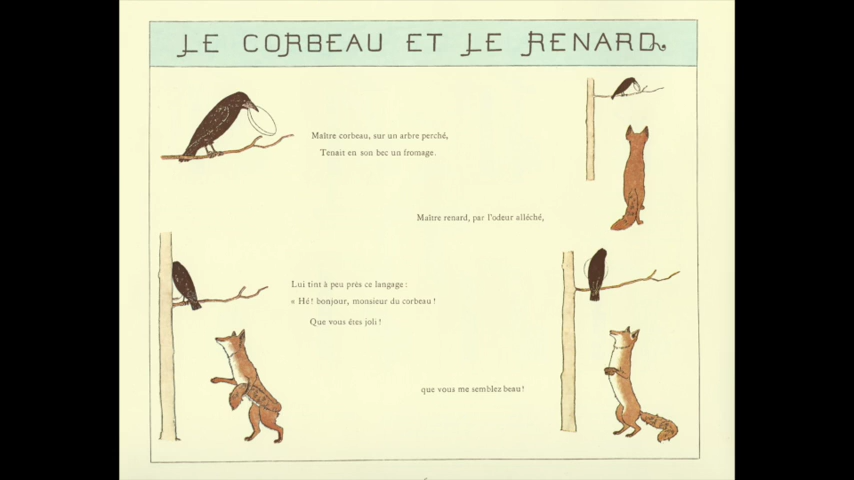 LE CORBEAU ET LE RENARD.
Maître corbeau, sur un arbre perché,
Tenait en son bec un fromage.
Maître renard, par l'odeur alléché,
Lui tint à peu près ce langage :
« Hé ! bonjour, monsieur du corbeau !
Que vous êtes joli !
que vous me semblez beau !